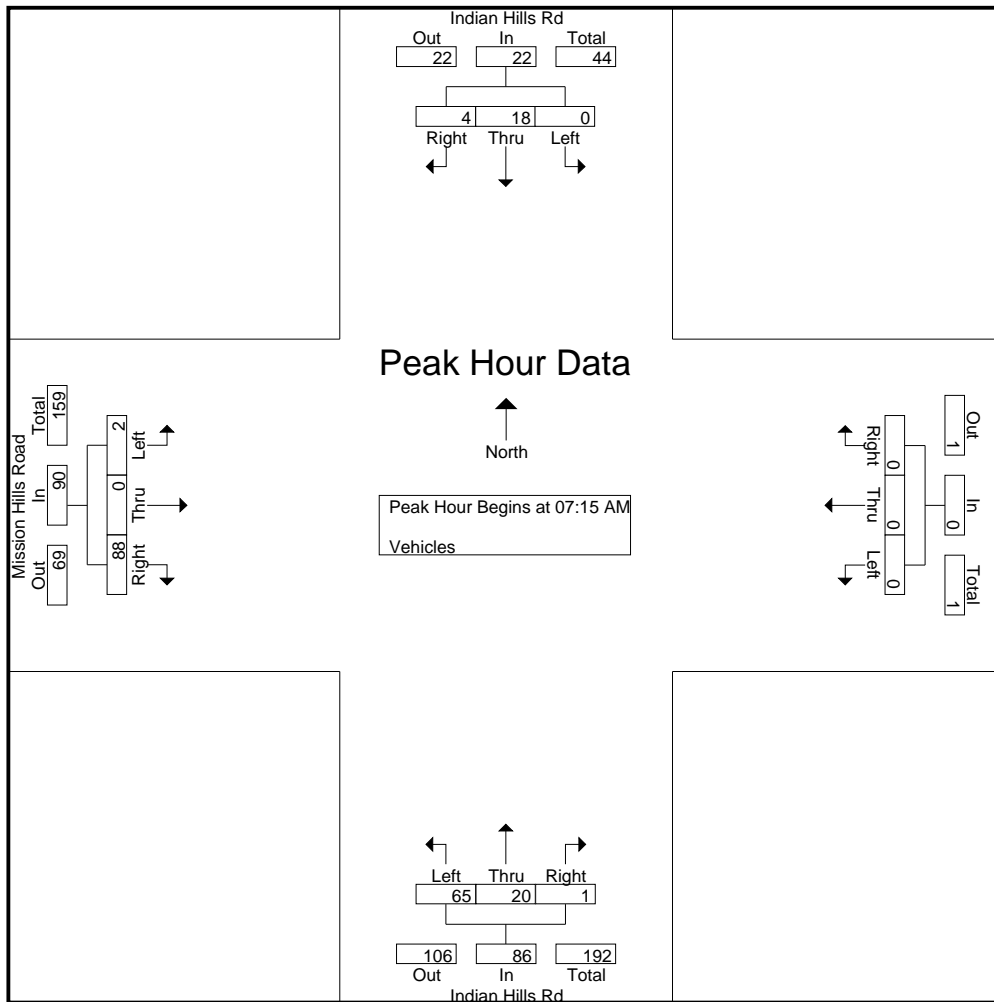 Indian Hills Rd
Out In Total
22 22 44
4 18 0
Right Thru Left
Peak Hour Data
North
Peak Hour Begins at 07:15 AM
Vehicles
Mission Hills Road
Out In Total
69 90 159
Right Thru Left
88 0 2
Right Thru Left
0 0 0
Out In Total
1 0 1
Left Thru Right
65 20 1
106 86 192
Out In Total
Indian Hills Rd